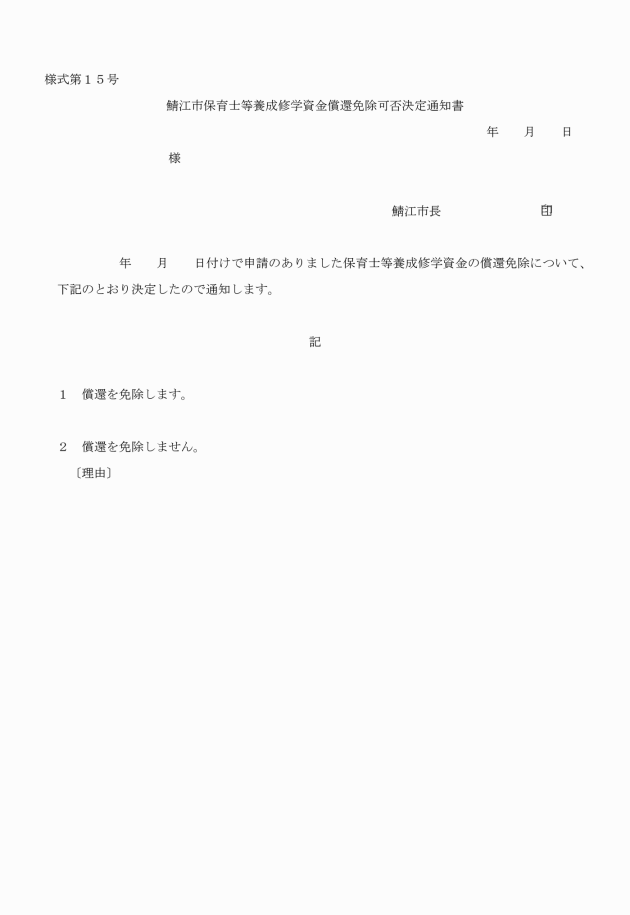 様式第１５号
鯖江市保育士等養成修学資金償還免除可否決定通知書
年　　月　　日
様
鯖江市長　　　　　　　　印
年　　月　　日付けで申請のありました保育士等養成修学資金の償還免除について、
下記のとおり決定したので通知します。
記
１　償還を免除します。
２　償還を免除しません。
〔理由〕